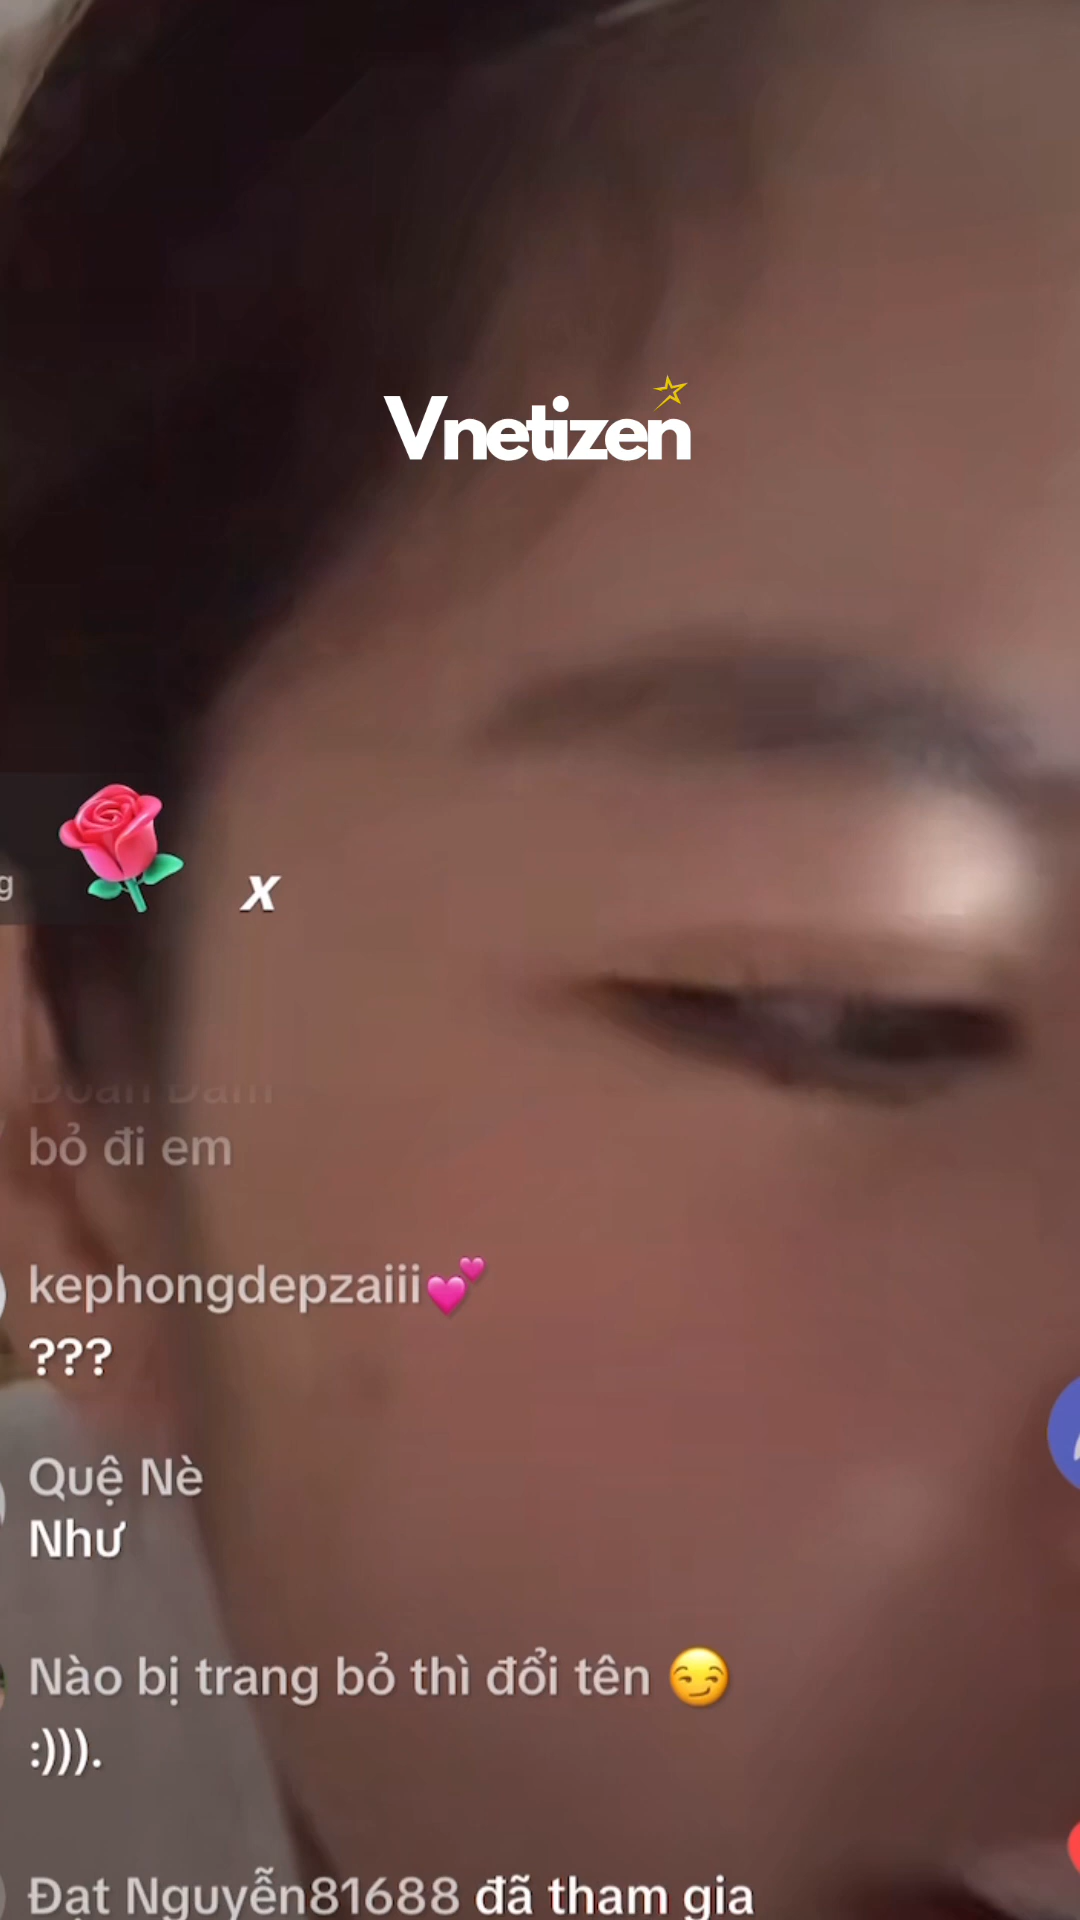 Vnetizen
g
x
bỏ đi em
kephongdepzaiii💕
???
Quệ Nè
Như
Nào bị trang bỏ thì đổi tên 😏
:))).
Đạt Nguyễn81688 đã tham gia